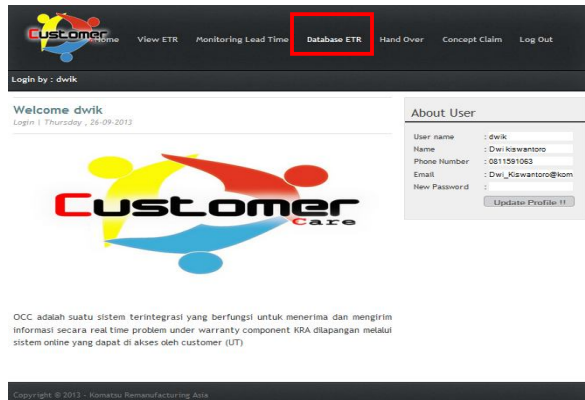 Customer
Home View ETR Monitoring Lead Time Database ETR Hand Over Concept Claim Log Out
Login by : dwik
Welcome dwik
Login | Thursday , 26-09-2013
Customer
Care
OCC adalah suatu sistem terintegrasi yang berfungsi untuk menerima dan mengirim
informasi secara real time problem under warranty component KRA dilapangan melalui
sistem online yang dapat di akses oleh customer (UT)
About User
User name : dwik
Name : Dwi kiswantoro
Phone Number : 0811591063
Email : Dwi_Kiswantoro@kom
New Password :
Update Profile !!
Copyright © 2013 - Komatsu Remanufacturing Asia